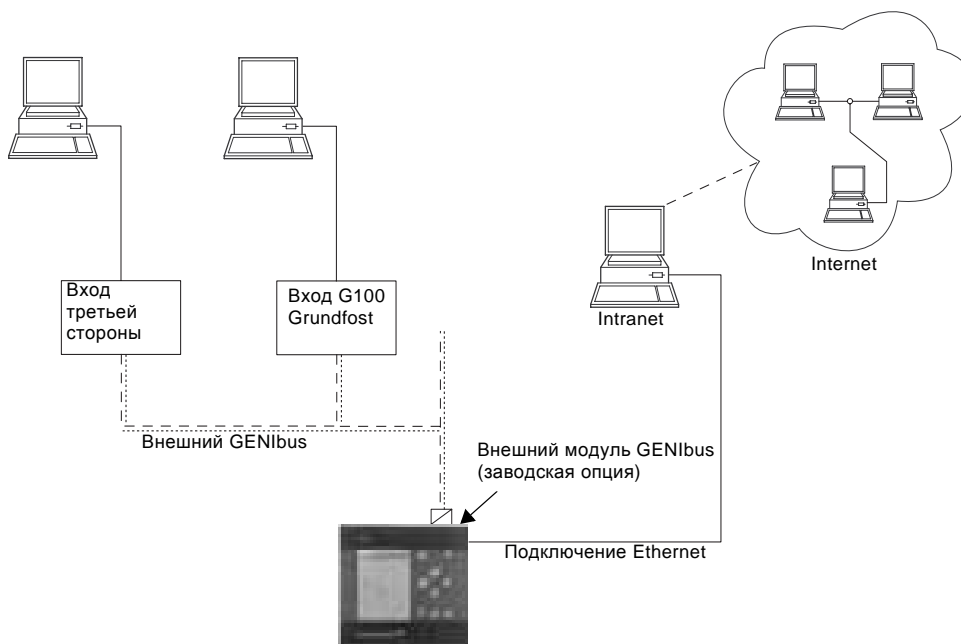 Internet
Вход
третьей
стороны
Вход G100
Grundfost
Intranet
Внешний GENIbus
Внешний модуль GENIbus
(заводская опция)
Подключение Ethernet